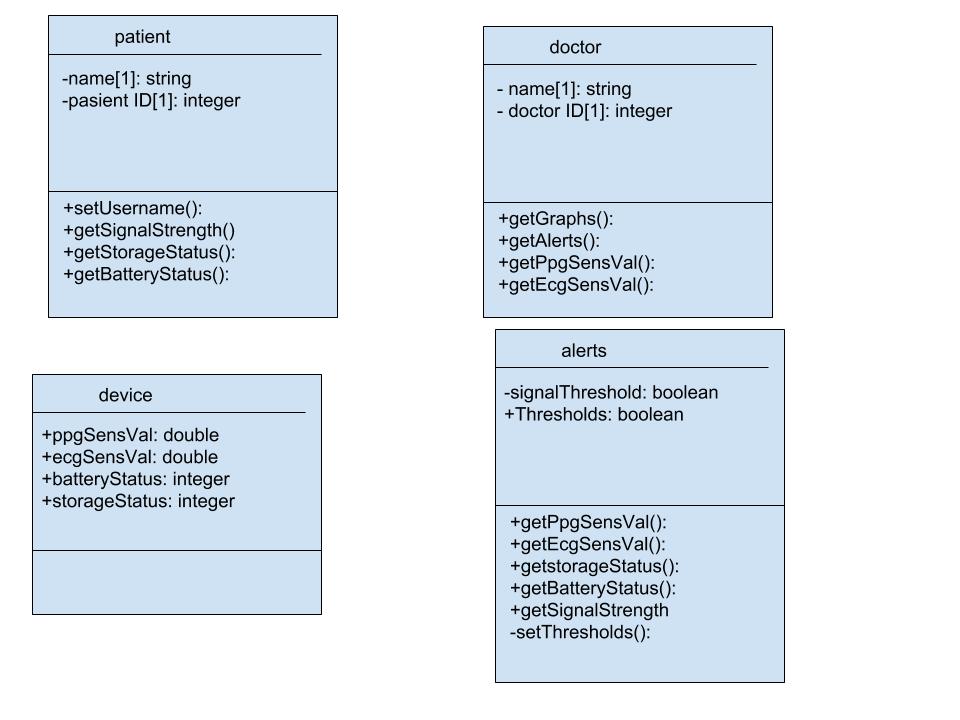 patient
-name[1]: string
-pasient ID[1]: integer
+setUsername():
+getSignalStrength()
+getStorageStatus():
+getBatteryStatus():
doctor
- name[1]: string
- doctor ID[1]: integer
+getGraphs():
+getAlerts():
+getPpgSensVal():
+getEcgSensVal():
device
+ppgSensVal: double
+ecgSensVal: double
+batteryStatus: integer
+storageStatus: integer
alerts
-signalThreshold: boolean
+Thresholds: boolean
+getPpgSensVal():
+getEcgSensVal():
+getstorageStatus():
+getBatteryStatus():
+getSignalStrength
-setThresholds():